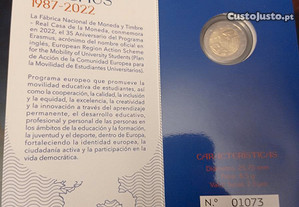 1987-2022
CustoJusto.pt
La Fábrica Nacional de Moneda y Timbre
- Real Casa de la Moneda, conmemora
en 2022, el 35 Aniversario del Programa
Erasmus, acrónimo del nombre oficial en
inglés, European Region Action Scheme
for the Mobility of University Students (Plan
de Acción de la Comunidad Europea para
la Movilidad de Estudiantes Universitarios).
Programa europeo que promueve la
movilidad educativa de estudiantes, así
como la cooperación, la calidad, la inclusión
y la equidad, la excelencia, la creatividad
y la innovación a través del aprendizaje
permanent, el desarrollo educativo,
profesional y personal de las personas en
los ámbitos de la educación y la formación,
la juventud y el deporte, dentro de Europa,
fortaleciendo la identidad europea, la
ciudadanía activa y la participación en la
vida democrática.
Nº 01073